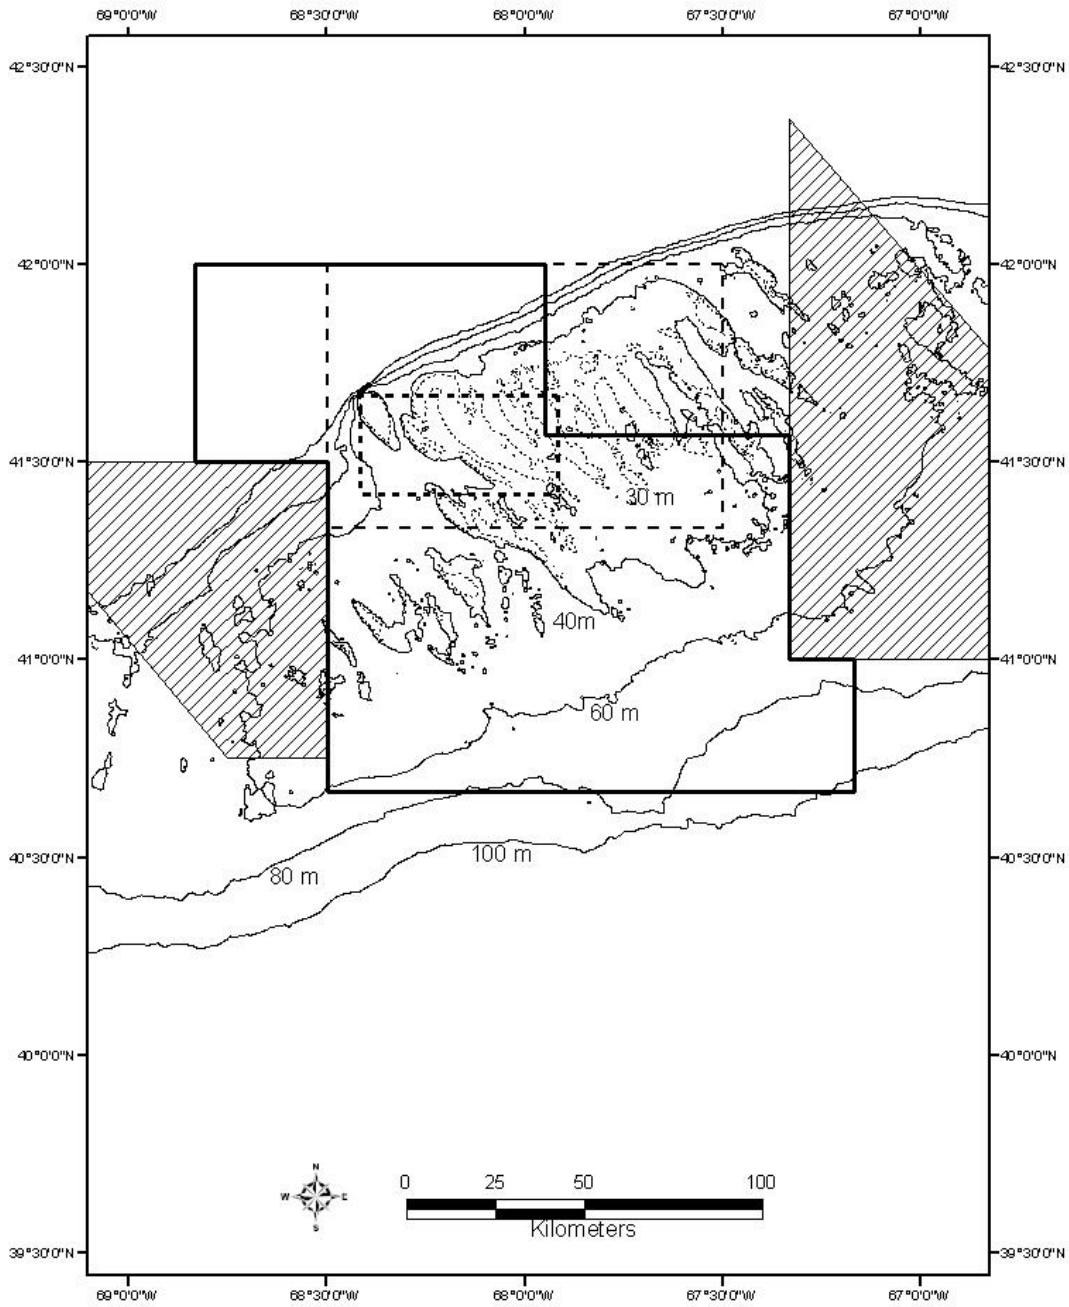 69°0'0"W 68°30'0"W 68°0'0"W 67°30'0"W 67°0'0"W
42°30'0"N 42°30'0"N
42°0'0"N 42°0'0"N
41°30'0"N 41°30'0"N
30 m
40m
41°0'0"N 41°0'0"N
60 m
100 m
40°30'0"N 40°30'0"N
80 m
40°0'0"N 40°0'0"N
N
W E
S
0 25 50 100
Kilometers
39°30'0"N 39°30'0"N
69°0'0"W 68°30'0"W 68°0'0"W 67°30'0"W 67°0'0"W